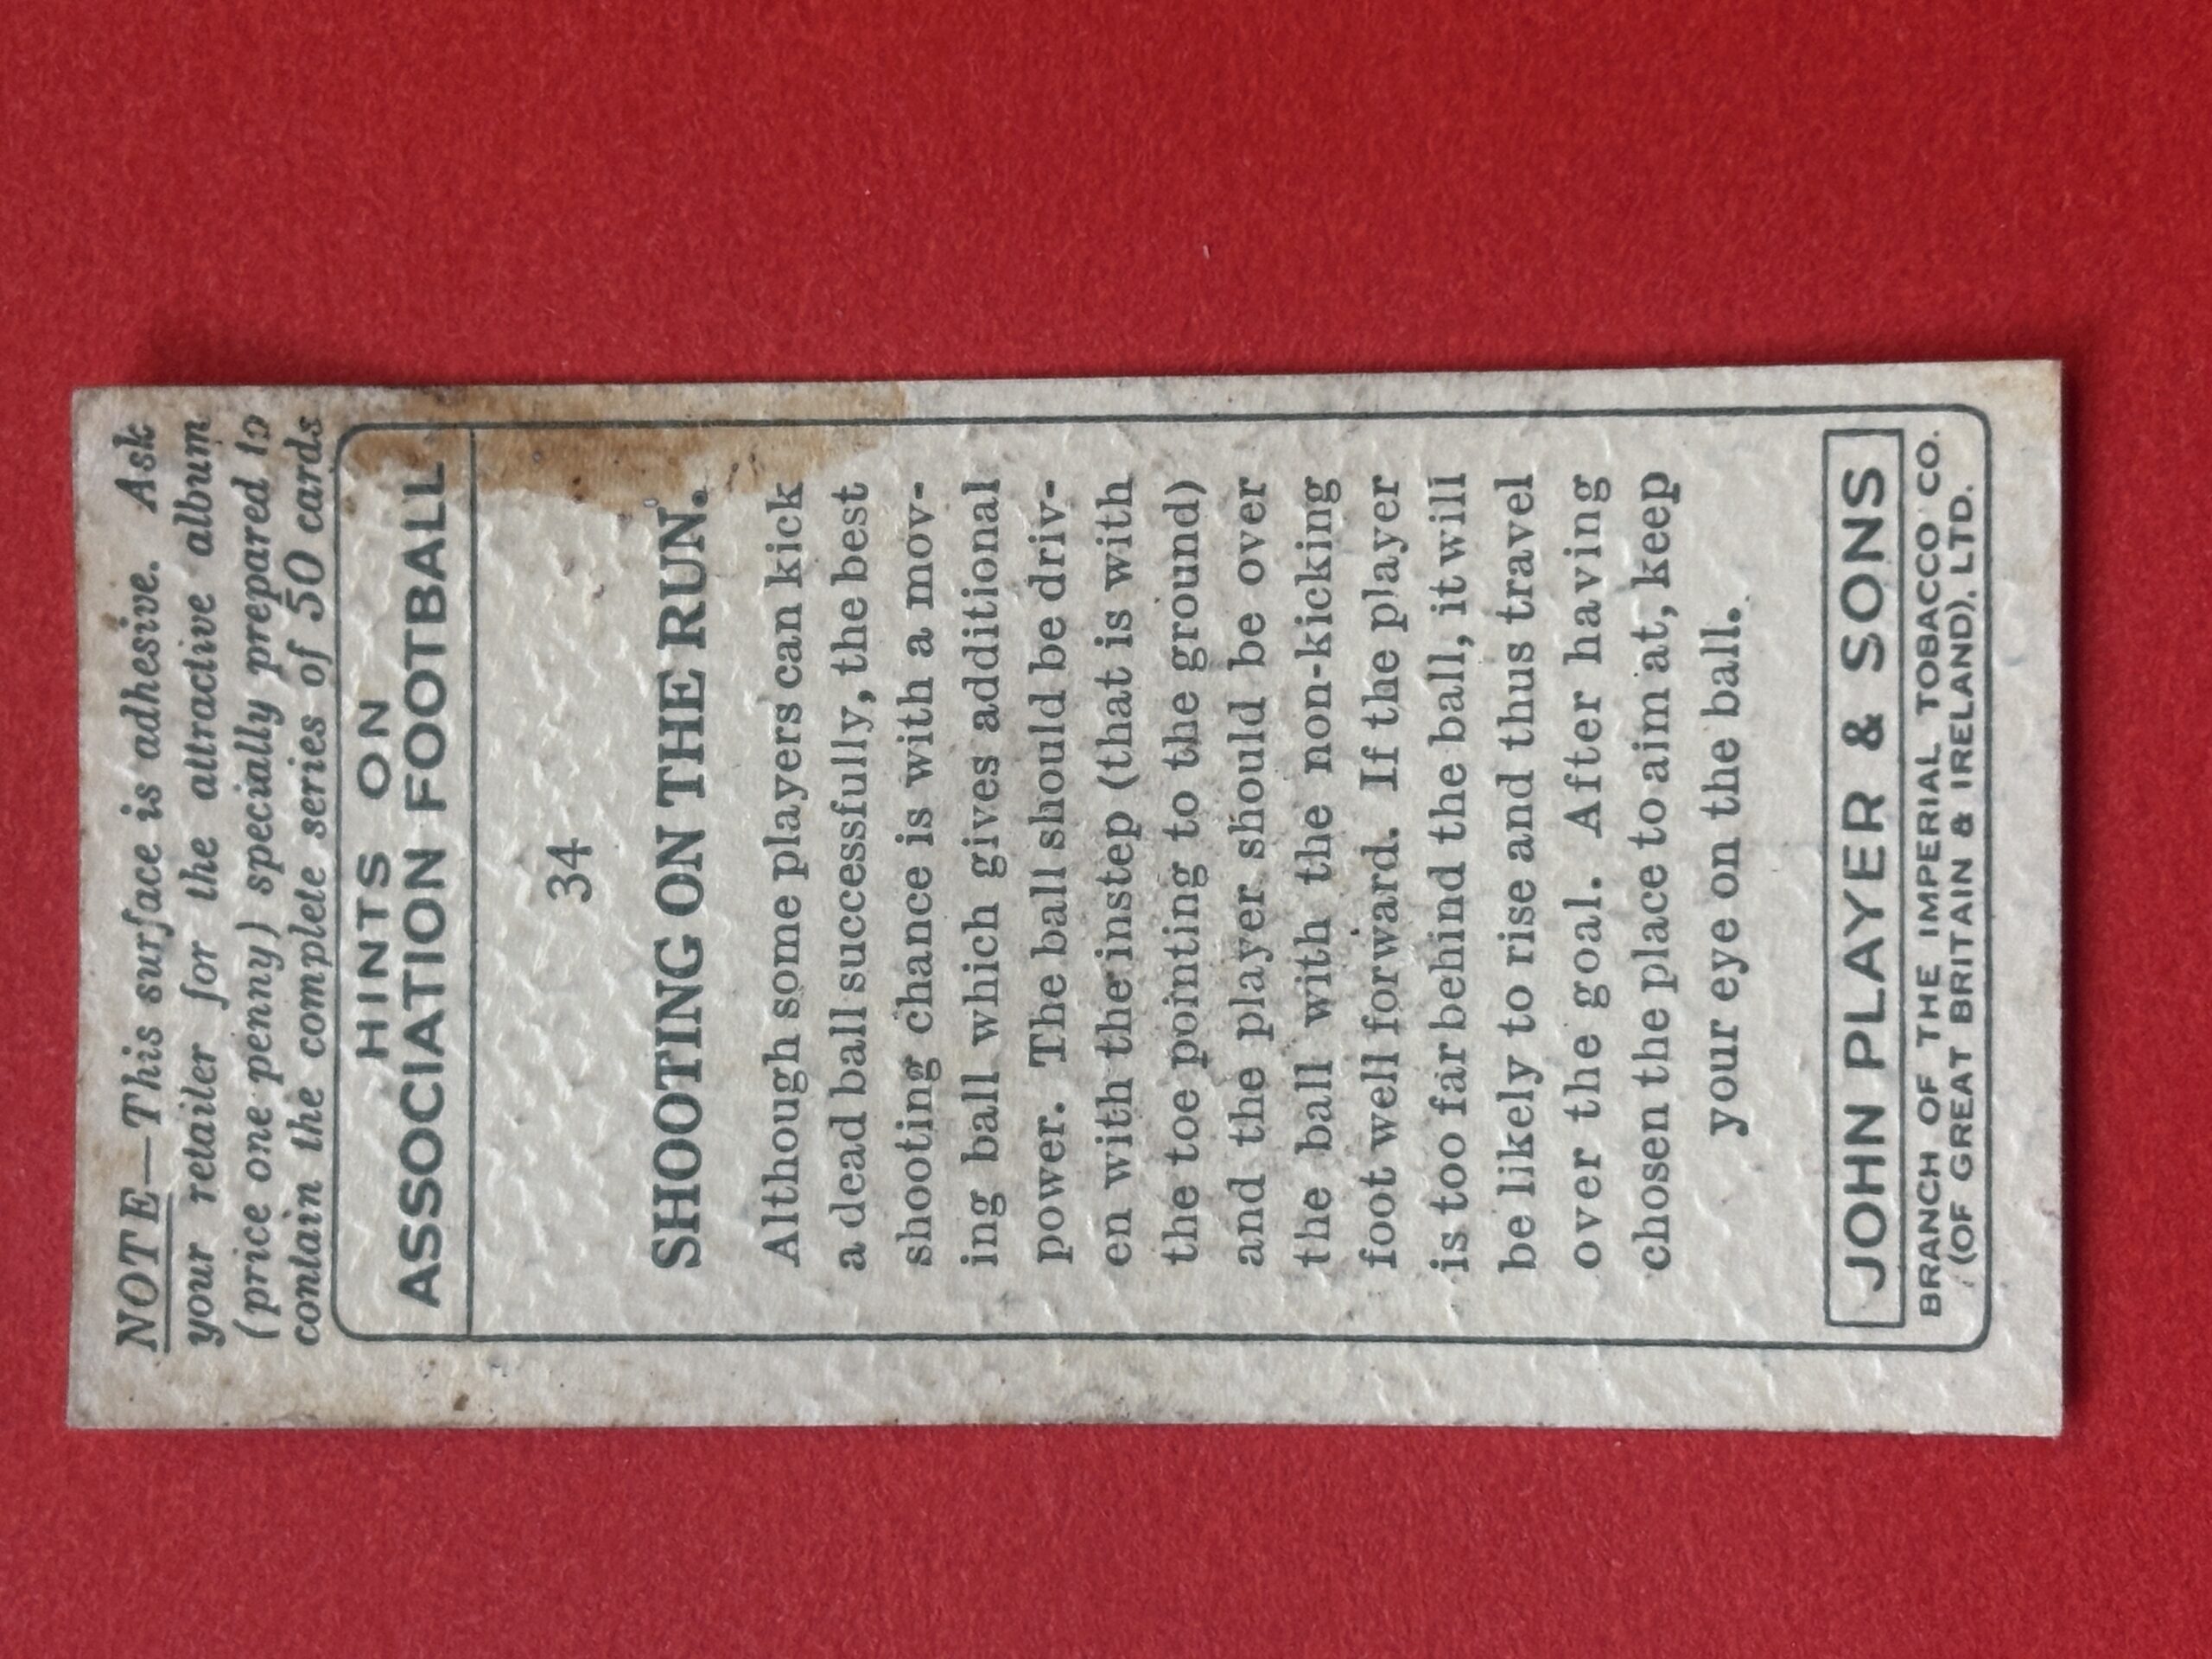 NOTE—This surface is adhesive. Ask
your retailer for the attractive album
(price one penny) specially prepared to
contain the complete series of 50 cards
HINTS ON
ASSOCIATION FOOTBALL
34
SHOOTING ON THE RUN.
Although some players can kick
a dead ball successfully, the best
shooting chance is with a mov-
ing ball which gives additional
power. The ball should be driv-
en with the instep (that is with
the toe pointing to the ground)
and the player should be over
the ball with the non-kicking
foot well forward. If the player
is too far behind the ball, it will
be likely to rise and thus travel
over the goal. After having
chosen the place to aim at, keep
your eye on the ball.
JOHN PLAYER & SONS
BRANCH OF THE IMPERIAL TOBACCO CO.
(OF GREAT BRITAIN & IRELAND), LTD.